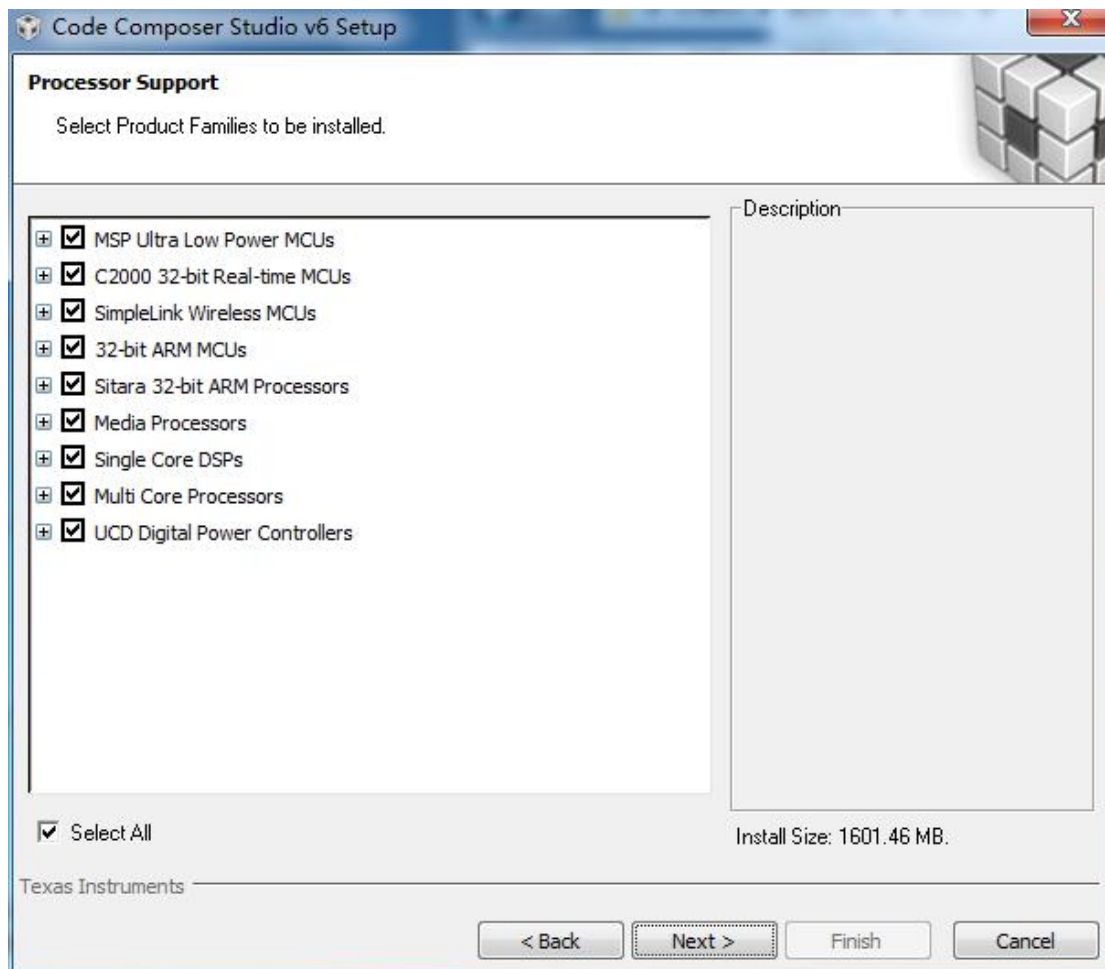 Code Composer Studio v6 Setup
Processor Support
Select Product Families to be installed.
MSP Ultra Low Power MCUs
C2000 32-bit Real-time MCUs
SimpleLink Wireless MCUs
32-bit ARM MCUs
Sitara 32-bit ARM Processors
Media Processors
Single Core DSPs
Multi Core Processors
UCD Digital Power Controllers
Description
Select All
Install Size: 1601.46 MB.
Texas Instruments
< Back
Next >
Finish
Cancel